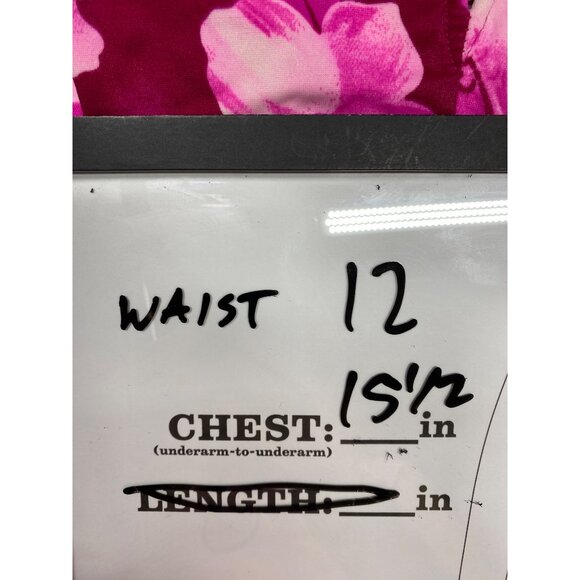 WAIST 12
15 1/2
CHEST: in
(underarm-to-underarm)
LENGTH: in